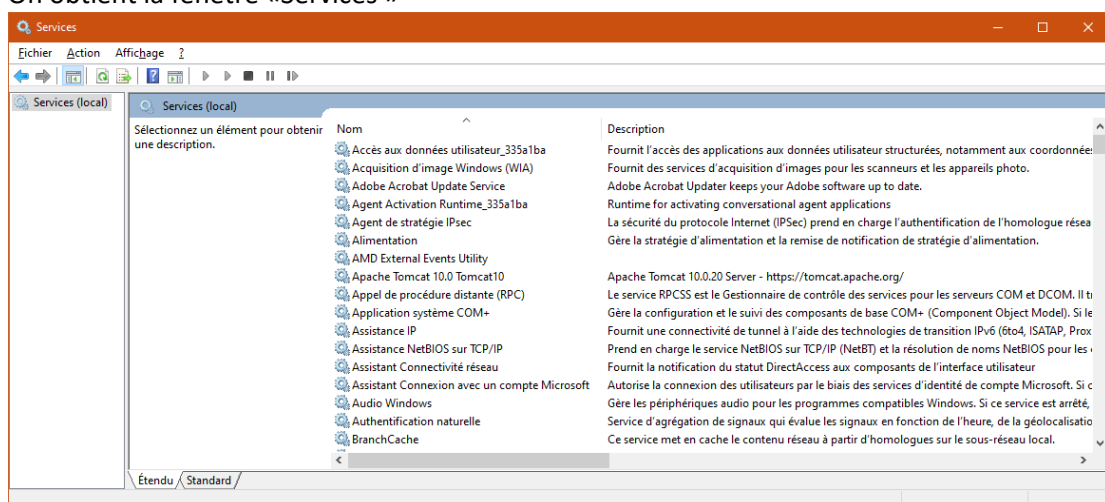 On obtient la fenêtre «Services »
Services
Fichier Action Affichage ?
Services (local)
Services (local)
Sélectionnez un élément pour obtenir
une description.
Nom Description
Accès aux données utilisateur_335a1ba Fournit l'accès des applications aux données utilisateur structurées, notamment aux coordonnée
Acquisition d'image Windows (WIA) Fournit des services d'acquisition d'images pour les scanneurs et les appareils photo.
Adobe Acrobat Update Service Adobe Acrobat Updater keeps your Adobe software up to date.
Agent Activation Runtime_335a1ba Runtime for activating conversational agent applications
Agent de stratégie IPsec La sécurité du protocole Internet (IPSec) prend en charge l'authentification de l'homologue résea
Alimentation Gère la stratégie d'alimentation et la remise de notification de stratégie d'alimentation.
AMD External Events Utility
Apache Tomcat 10.0 Tomcat10 Apache Tomcat 10.0.20 Server - https://tomcat.apache.org/
Appel de procédure distante (RPC) Le service RPCSS est le Gestionnaire de contrôle des services pour les serveurs COM et DCOM. Il
Application système COM+ Gère la configuration et le suivi des composants de base COM+ (Component Object Model). Si le
Assistance IP Fournit une connectivité de tunnel à l'aide des technologies de transition IPv6 (6to4, ISATAP, Prox
Assistance NetBIOS sur TCP/IP Prend en charge le service NetBIOS sur TCP/IP (NetBT) et la résolution de noms NetBIOS pour les
Assistant Connectivité réseau Fournit la notification du statut DirectAccess aux composants de l'interface utilisateur
Assistant Connexion avec un compte Microsoft Autorise la connexion des utilisateurs par le biais des services d'identité de compte Microsoft. Si c
Audio Windows Gère les périphériques audio pour les programmes compatibles Windows. Si ce service est arrêté,
Authentification naturelle Service d'agrégation de signaux qui évalue les signaux en fonction de l'heure, de la géolocalisatio
BranchCache Ce service met en cache le contenu réseau à partir d'homologues sur le sous-réseau local.
Étendu Standard